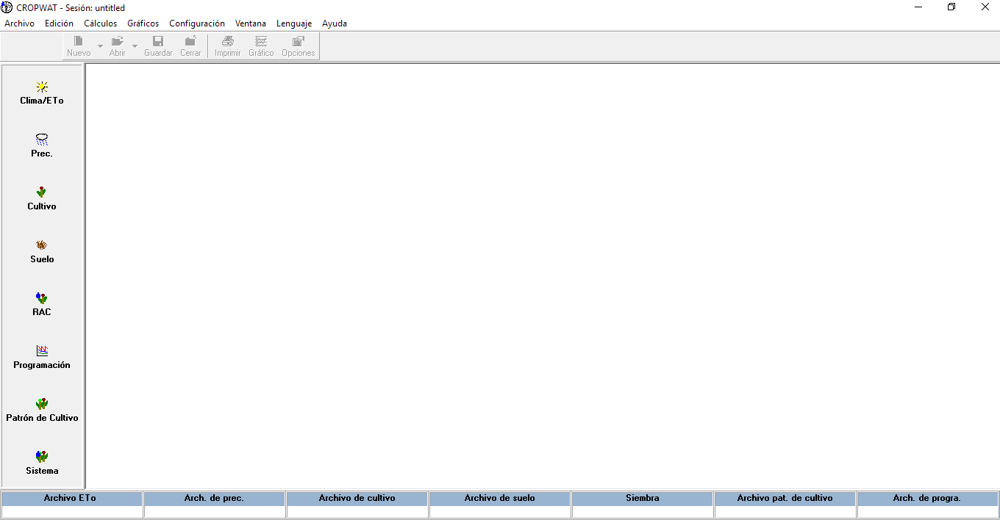 CROPWAT - Sesión: untitled
Archivo Edición Cálculos Gráficos Configuración Ventana Lenguaje Ayuda
Nuevo Abrir Guardar Cerrar Imprimir Gráfico Opciones
Clima/ETo
Prec.
Cultivo
Suelo
RAC
Programación
Patrón de Cultivo
Sistema
Archivo ETo Arch. de prec. Archivo de cultivo Archivo de suelo Siembra Archivo pat. de cultivo Arch. de progra.